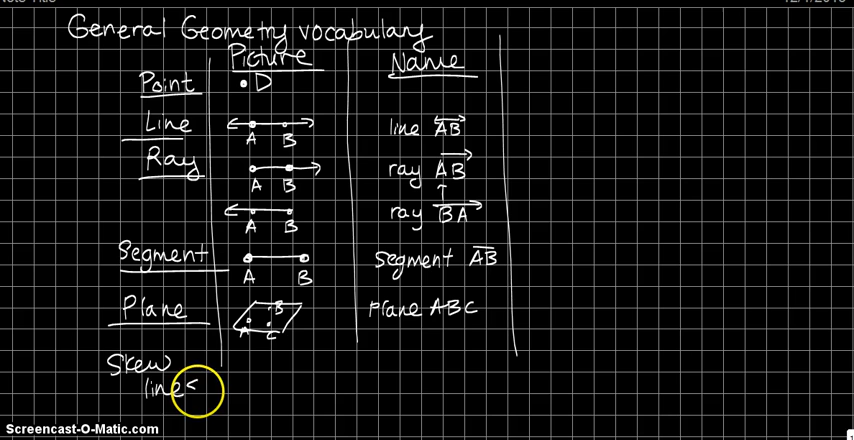 General Geometry vocabulary
Picture
Name
Point
D
Line
A B
line AB
Ray
A B
ray AB
A B
ray BA
Segment
A B
segment AB
Plane
A B C
Plane ABC
Skew
lines
Screencast-O-Matic.com